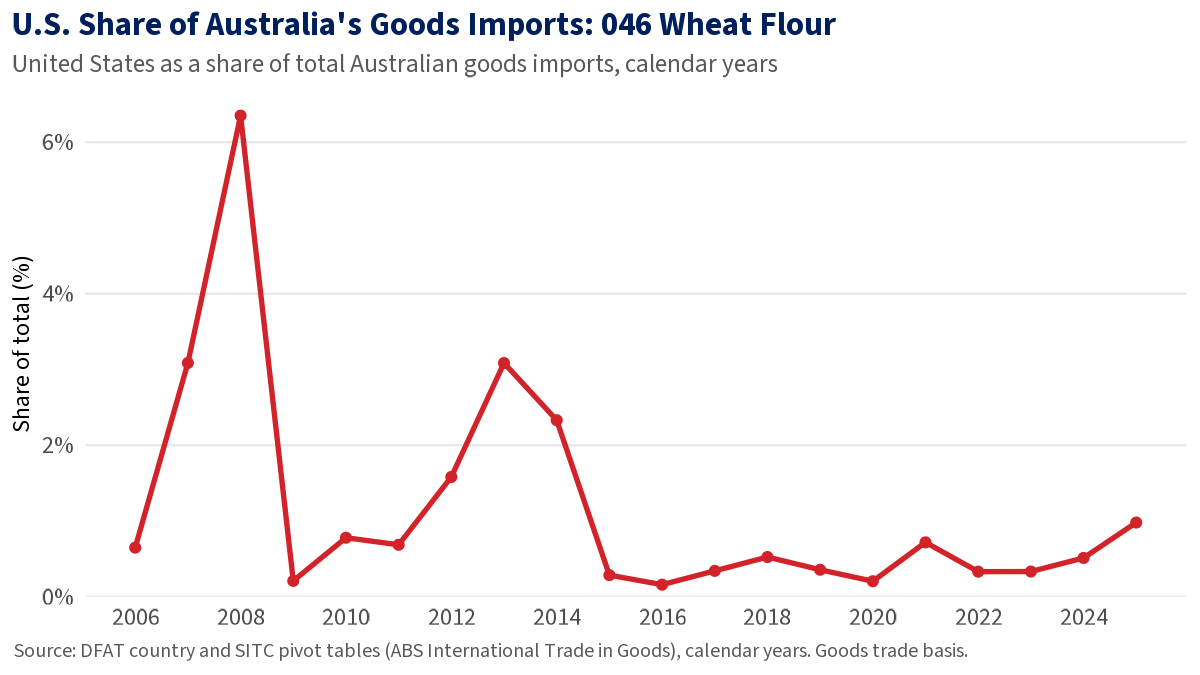 U.S. Share of Australia's Goods Imports: 046 Wheat Flour
United States as a share of total Australian goods imports, calendar years
Share of total (%)
6%
4%
2%
0%
2006 2008 2010 2012 2014 2016 2018 2020 2022 2024
Source: DFAT country and SITC pivot tables (ABS International Trade in Goods), calendar years. Goods trade basis.